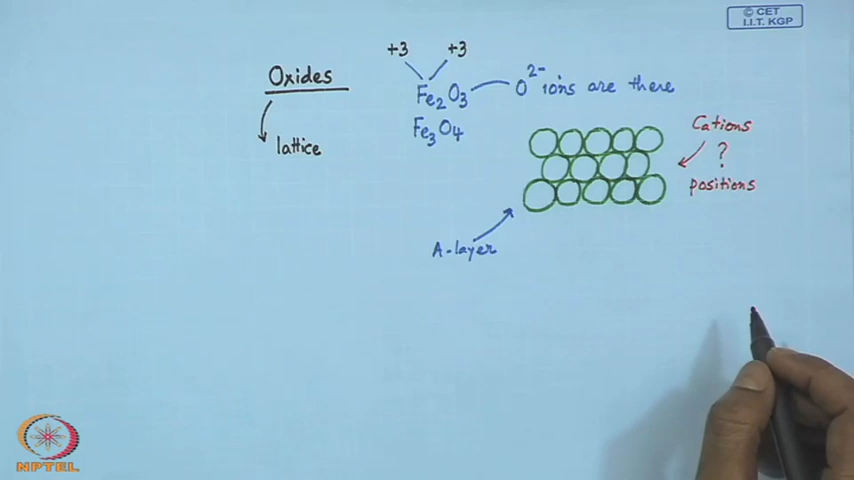 © CET
I.I.T. KGP
+3 +3
Oxides
Fe₂O₃ O²⁻ ions are there
Fe₃O₄
lattice
Cations
?
positions
A-layer
NPTEL